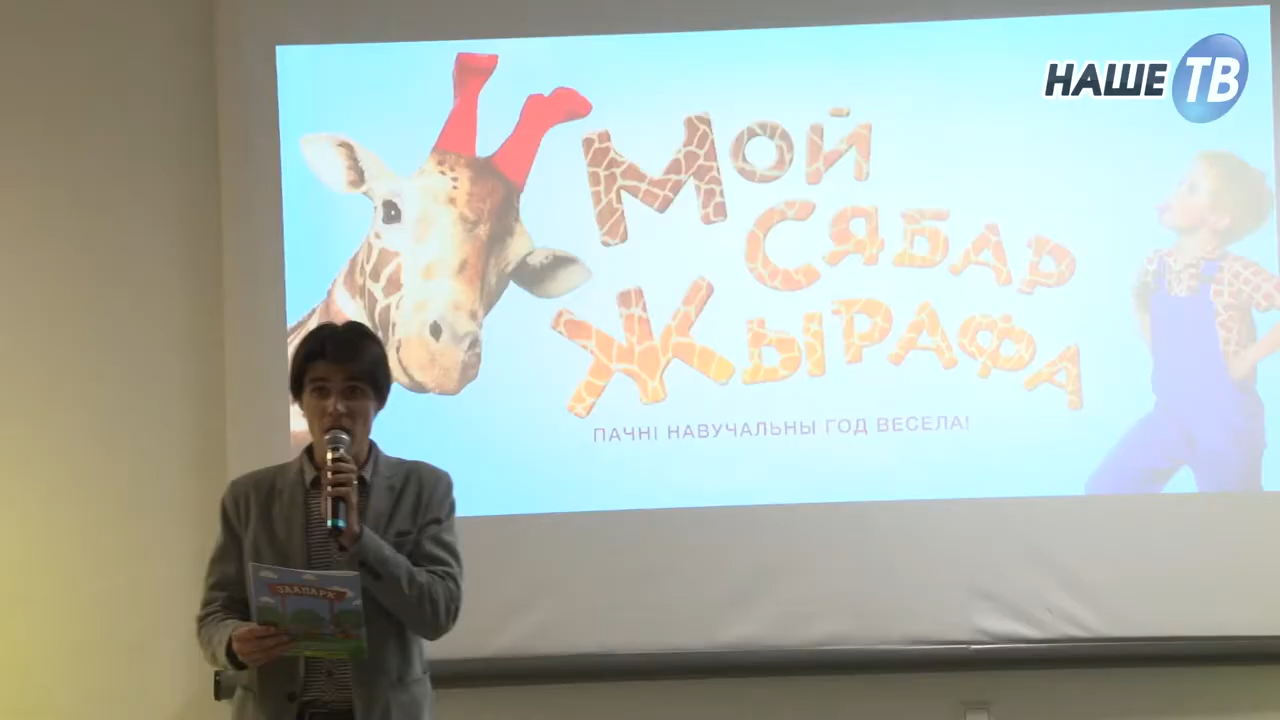 НАШЕ ТВ
Мой
СЯБАР
ЖЫРАФА
ПАЧНІ НАВУЧАЛЬНЫ ГОД ВЕСЕЛА!
ЗААПАРК